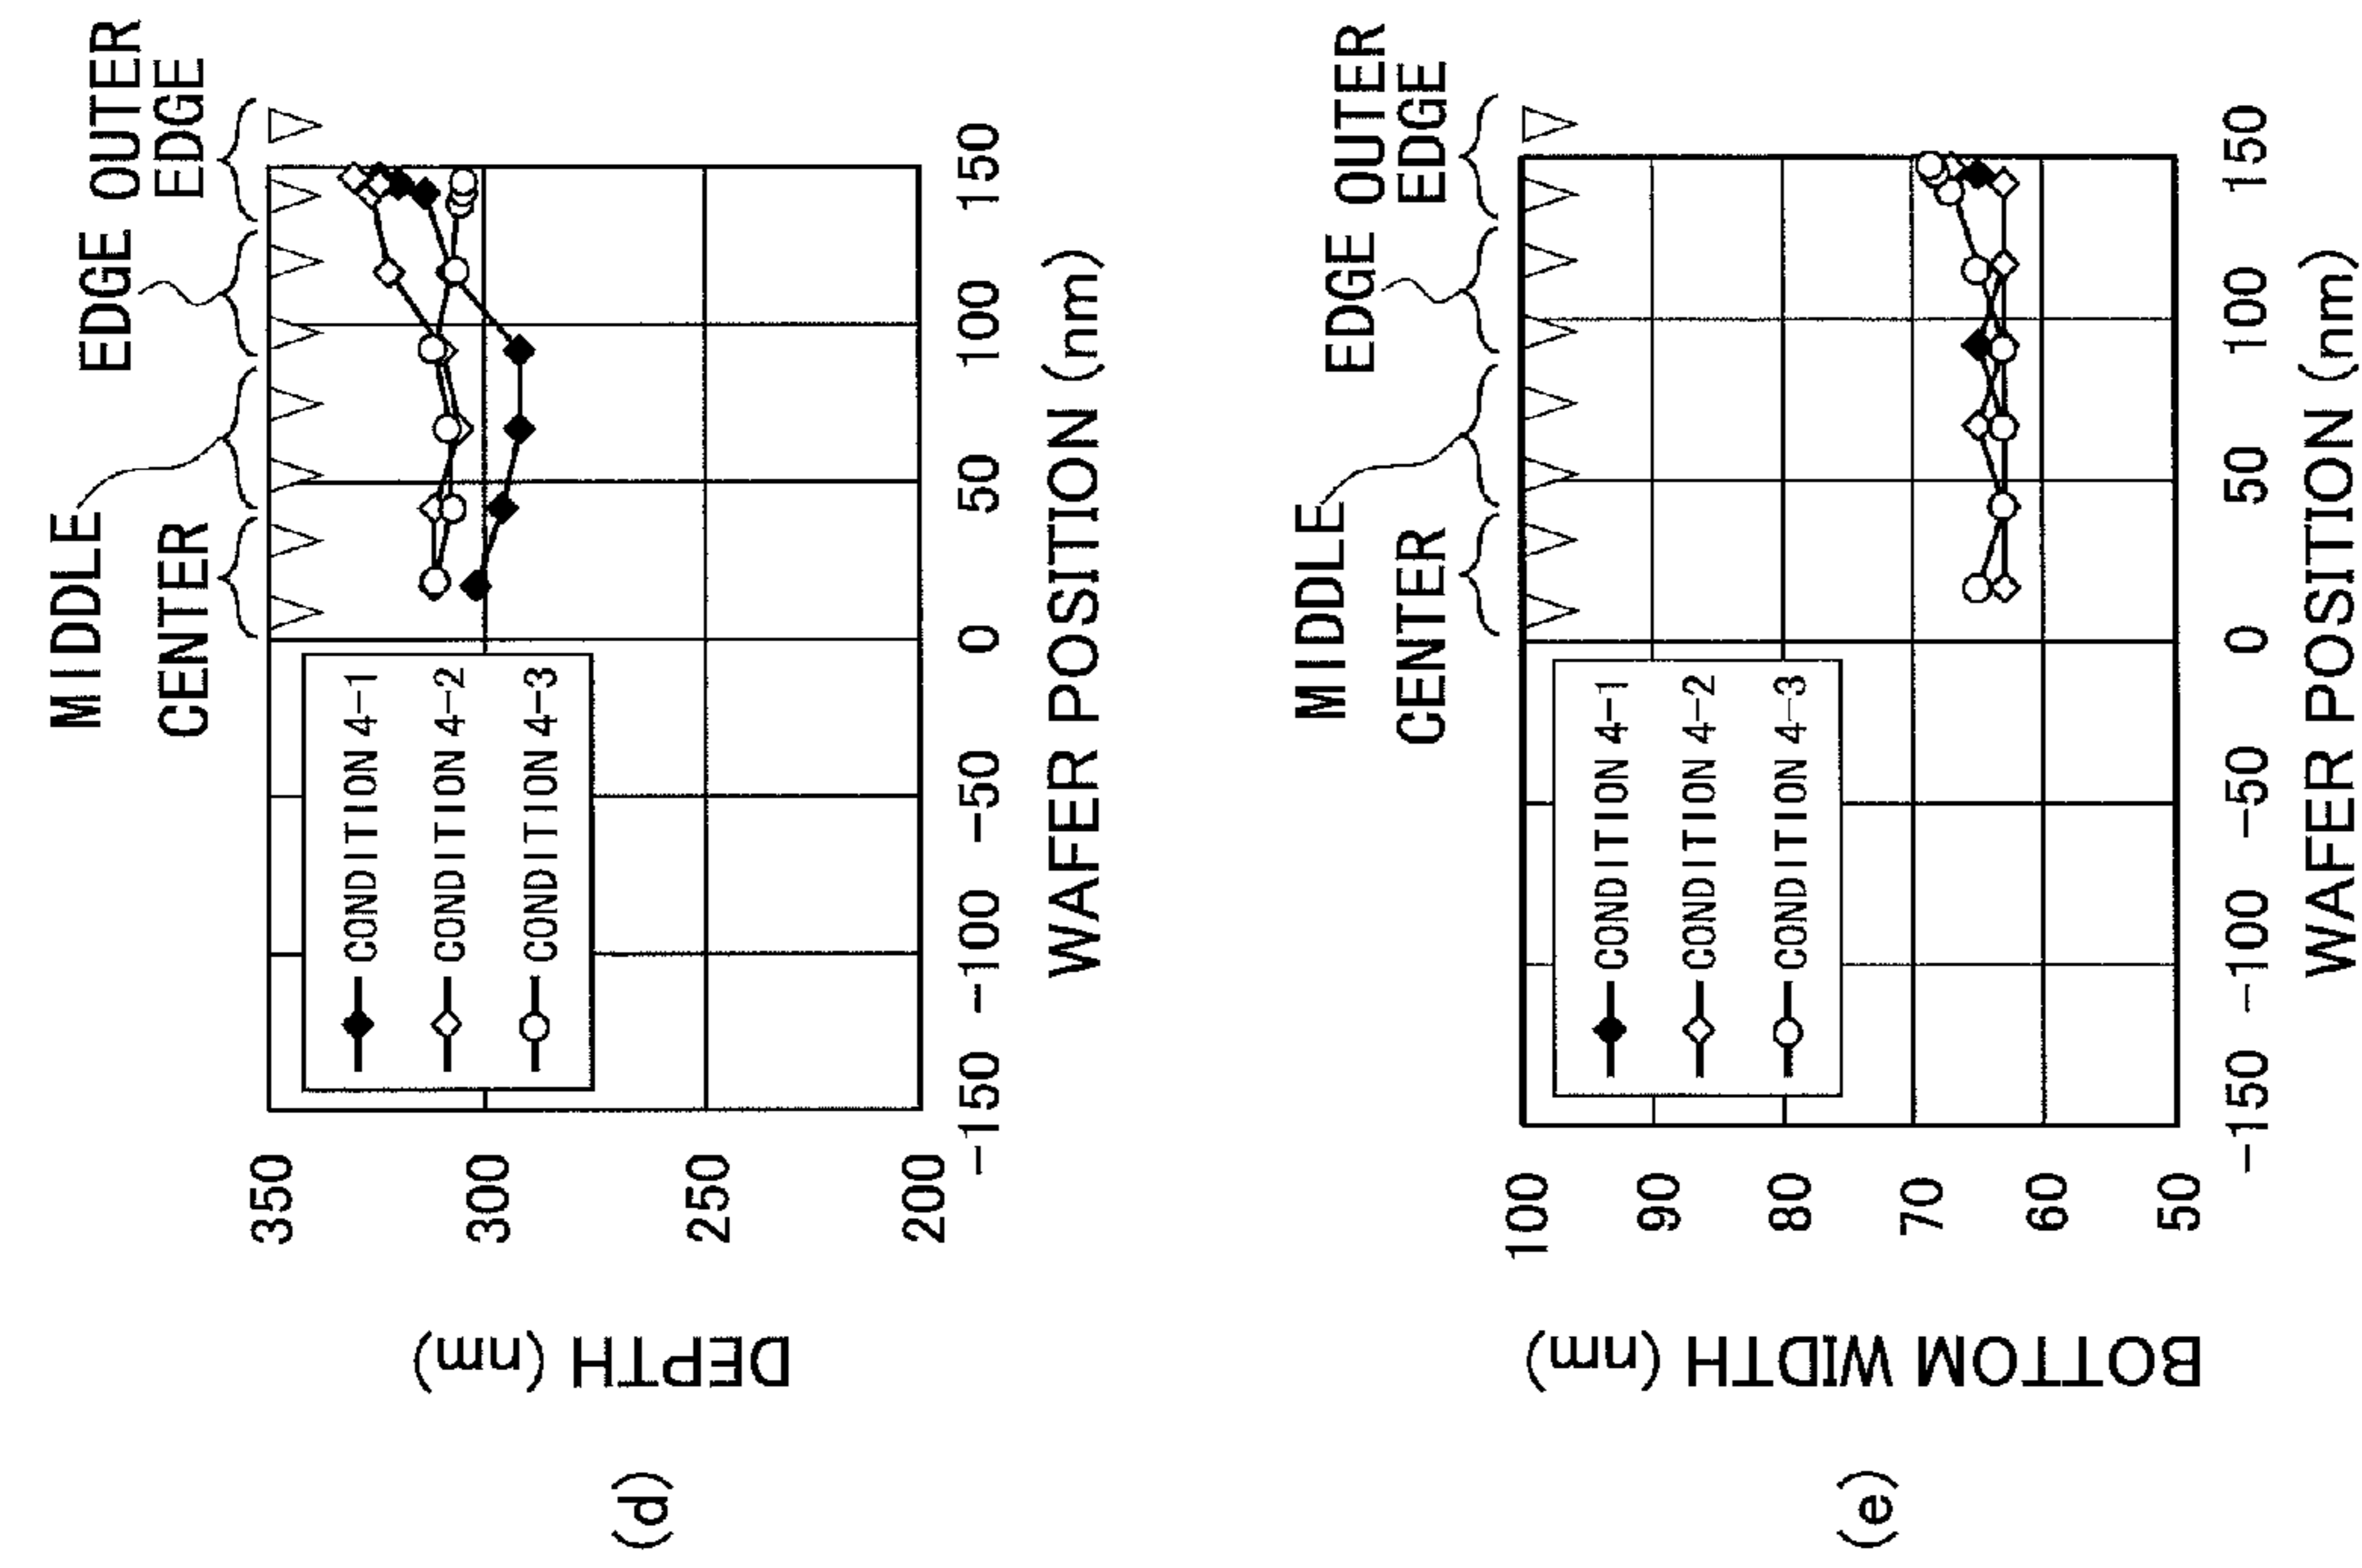 (d)
MIDDLE
CENTER
EDGE
OUTER
EDGE
DEPTH (nm)
350
300
250
200
CONDITION 4-1
CONDITION 4-2
CONDITION 4-3
-150
-100
-50
0
50
100
150
WAFER POSITION (nm)
(e)
MIDDLE
CENTER
EDGE
OUTER
EDGE
BOTTOM WIDTH (nm)
100
90
80
70
60
50
CONDITION 4-1
CONDITION 4-2
CONDITION 4-3
-150
-100
-50
0
50
100
150
WAFER POSITION (nm)